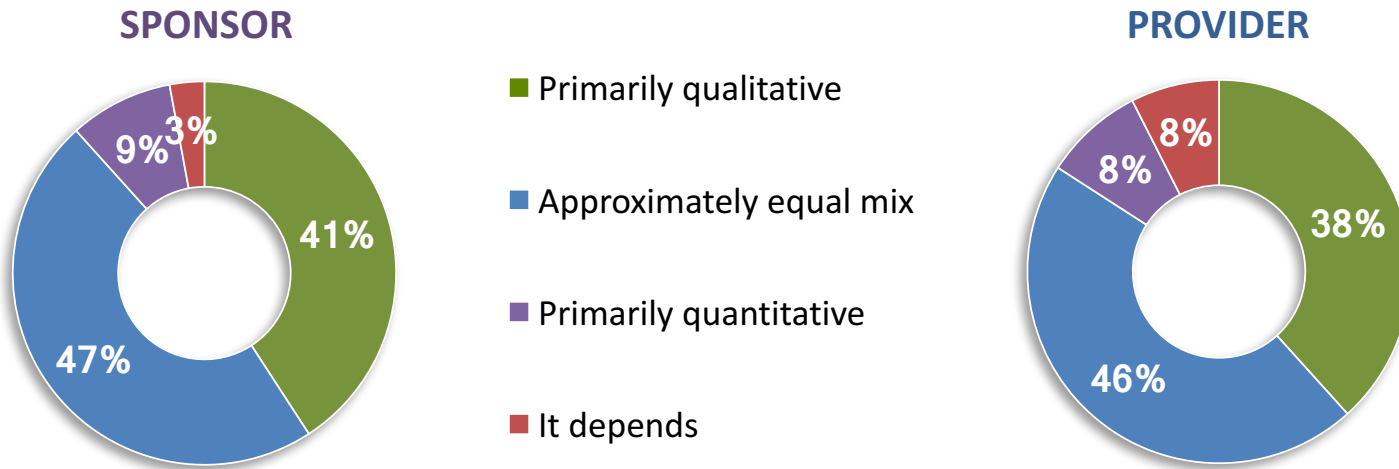 SPONSOR
3%
9%
41%
47%
Primarily qualitative
Approximately equal mix
Primarily quantitative
It depends
PROVIDER
8%
8%
38%
46%